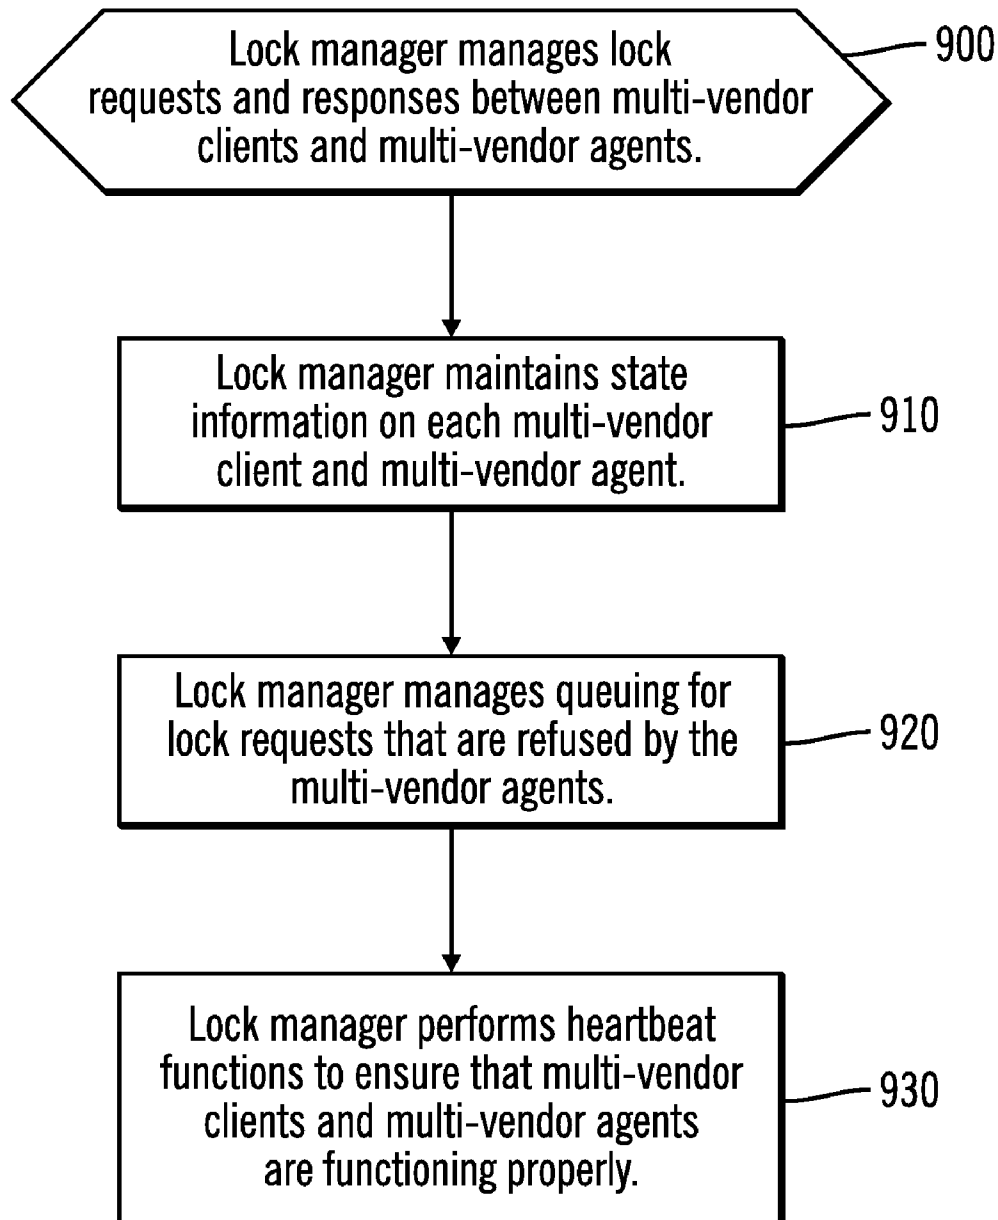 Lock manager manages lock
requests and responses between multi-vendor
clients and multi-vendor agents.
900
Lock manager maintains state
information on each multi-vendor
client and multi-vendor agent.
910
Lock manager manages queuing for
lock requests that are refused by the
multi-vendor agents.
920
Lock manager performs heartbeat
functions to ensure that multi-vendor
clients and multi-vendor agents
are functioning properly.
930